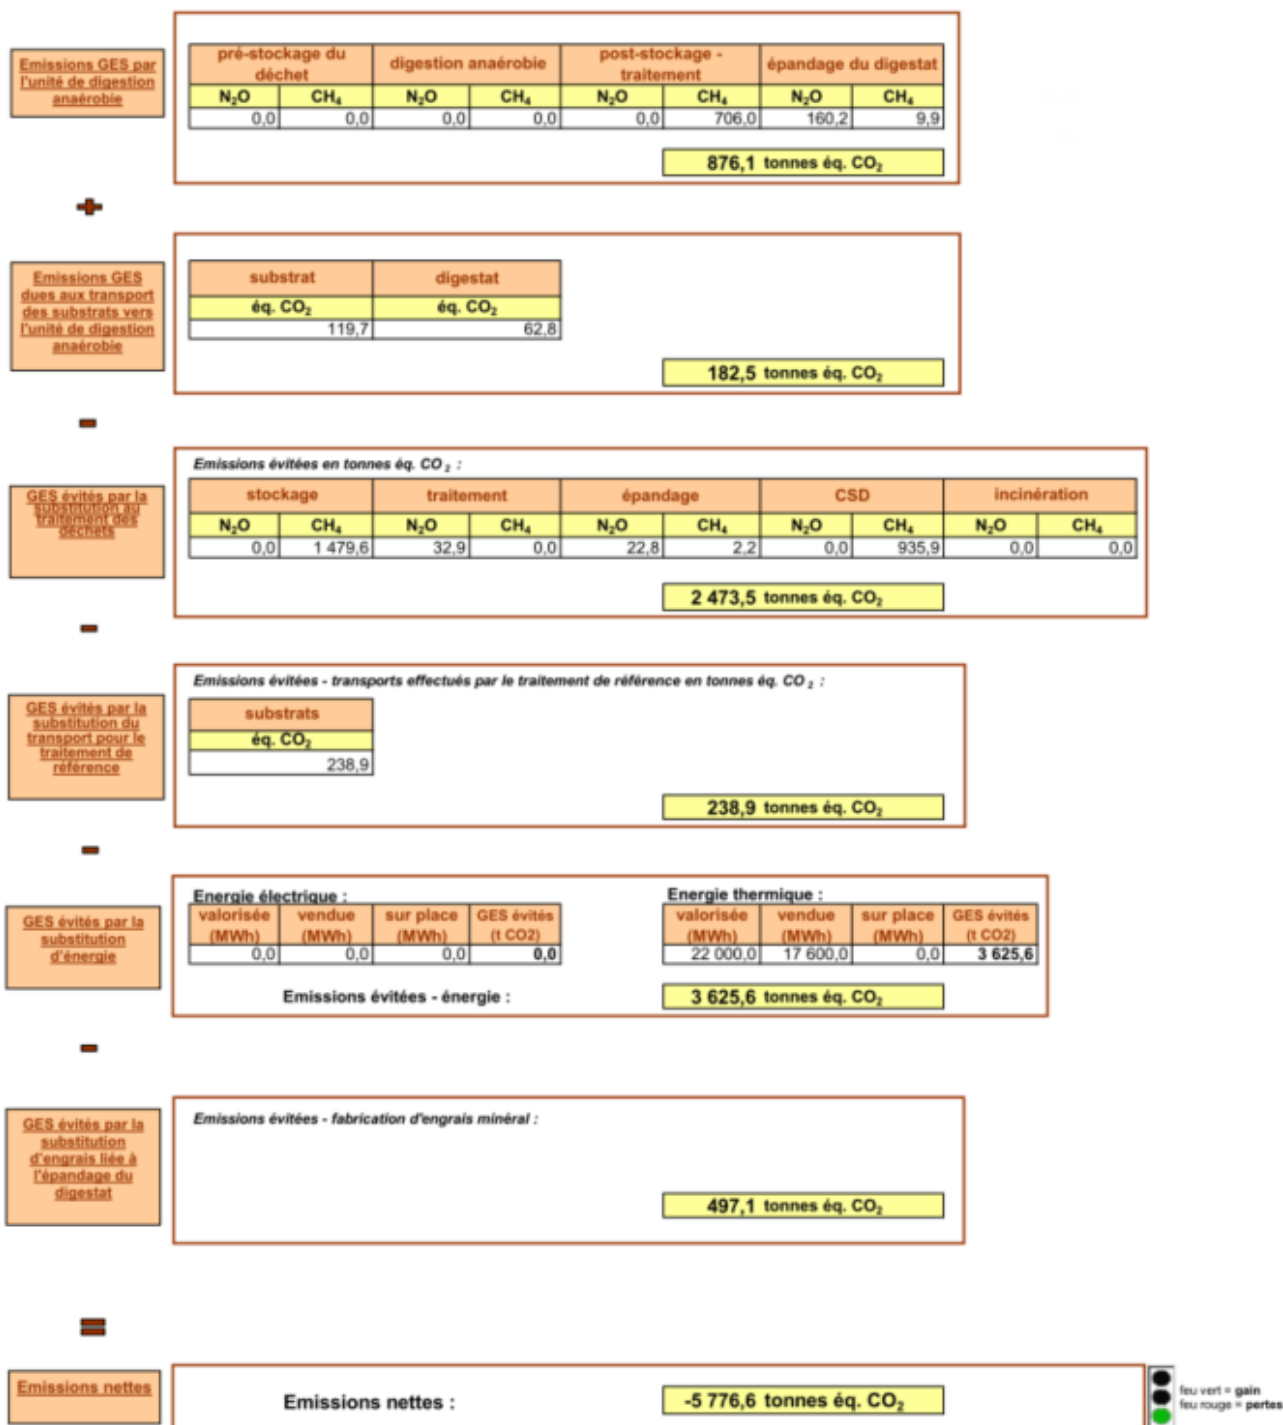 Emissions GES par
l'unité de digestion
anaérobie
pré-stockage du
déchet
digestion anaérobie
post-stockage -
traitement
épandage du digestat
N₂O CH₄ N₂O CH₄ N₂O CH₄ N₂O CH₄
0,0 0,0 0,0 0,0 0,0 706,0 160,2 9,9
876,1 tonnes éq. CO₂
+
Emissions GES
dues aux transport
des substrats vers
l'unité de digestion
anaérobie
substrat digestat
éq. CO₂ éq. CO₂
119,7 62,8
182,5 tonnes éq. CO₂
-
GES évités par la
substitution au
traitement des
déchets
Emissions évitées en tonnes éq. CO₂ :
stockage traitement épandage CSD incinération
N₂O CH₄ N₂O CH₄ N₂O CH₄ N₂O CH₄ N₂O CH₄
0,0 1 479,6 32,9 0,0 22,8 2,2 0,0 935,9 0,0 0,0
2 473,5 tonnes éq. CO₂
-
GES évités par la
substitution du
transport pour le
traitement de
référence
Emissions évitées - transports effectués par le traitement de référence en tonnes éq. CO₂ :
substrats
éq. CO₂
238,9
238,9 tonnes éq. CO₂
-
GES évités par la
substitution
d'énergie
Energie électrique : Energie thermique :
valorisée vendue sur place GES évités valorisée vendue sur place GES évités
(MWh) (MWh) (MWh) (t CO2) (MWh) (MWh) (MWh) (t CO2)
0,0 0,0 0,0 0,0 22 000,0 17 600,0 0,0 3 625,6
Emissions évitées - énergie : 3 625,6 tonnes éq. CO₂
-
GES évités par la
substitution
d'engrais liée à
l'épandage du
digestat
Emissions évitées - fabrication d'engrais minéral :
497,1 tonnes éq. CO₂
=
Emissions nettes
Emissions nettes : -5 776,6 tonnes éq. CO₂
feu vert = gain
feu rouge = pertes